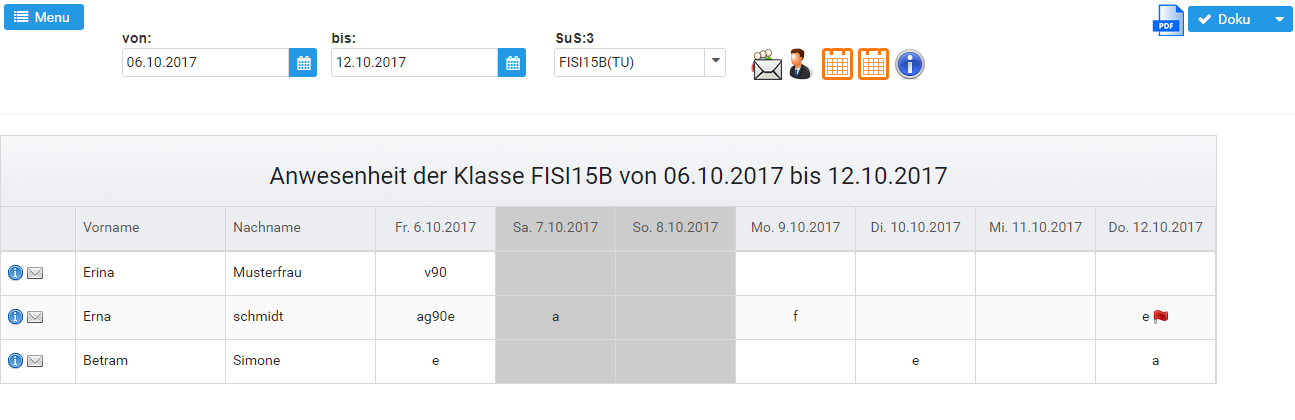 Menu
PDF
Doku
von: bis: SuS:3
06.10.2017 12.10.2017 FISI15B(TU)
Anwesenheit der Klasse FISI15B von 06.10.2017 bis 12.10.2017
Vorname Nachname Fr. 6.10.2017 Sa. 7.10.2017 So. 8.10.2017 Mo. 9.10.2017 Di. 10.10.2017 Mi. 11.10.2017 Do. 12.10.2017
Erina Musterfrau v90
Erna schmidt ag90e a f e
Betram Simone e e a